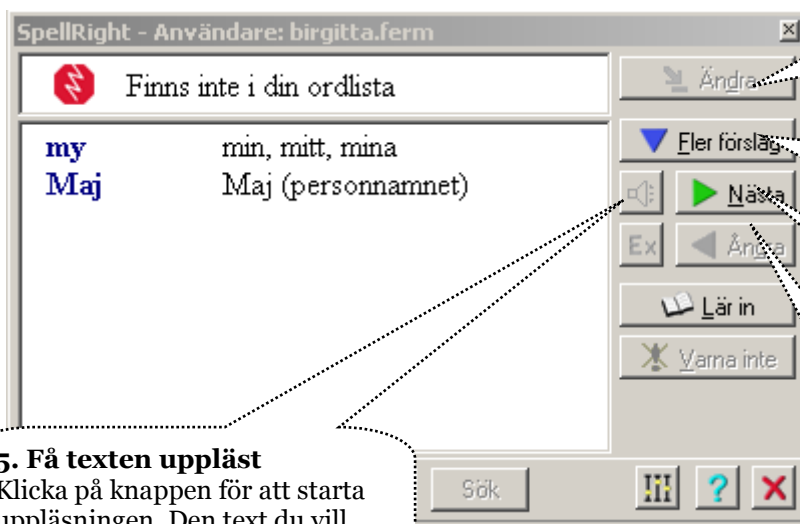 SpellRight - Användare: birgitta.ferm
Finns inte i din ordlista
Ändra
my min, mitt, mina
Maj Maj (personnamnet)
Fler förslag
Nästa
Ex Ångra
Lär in
Varna inte
5. Få texten uppläst
Klicka på knappen för att starta
uppläsningen. Den text du vill
Sök